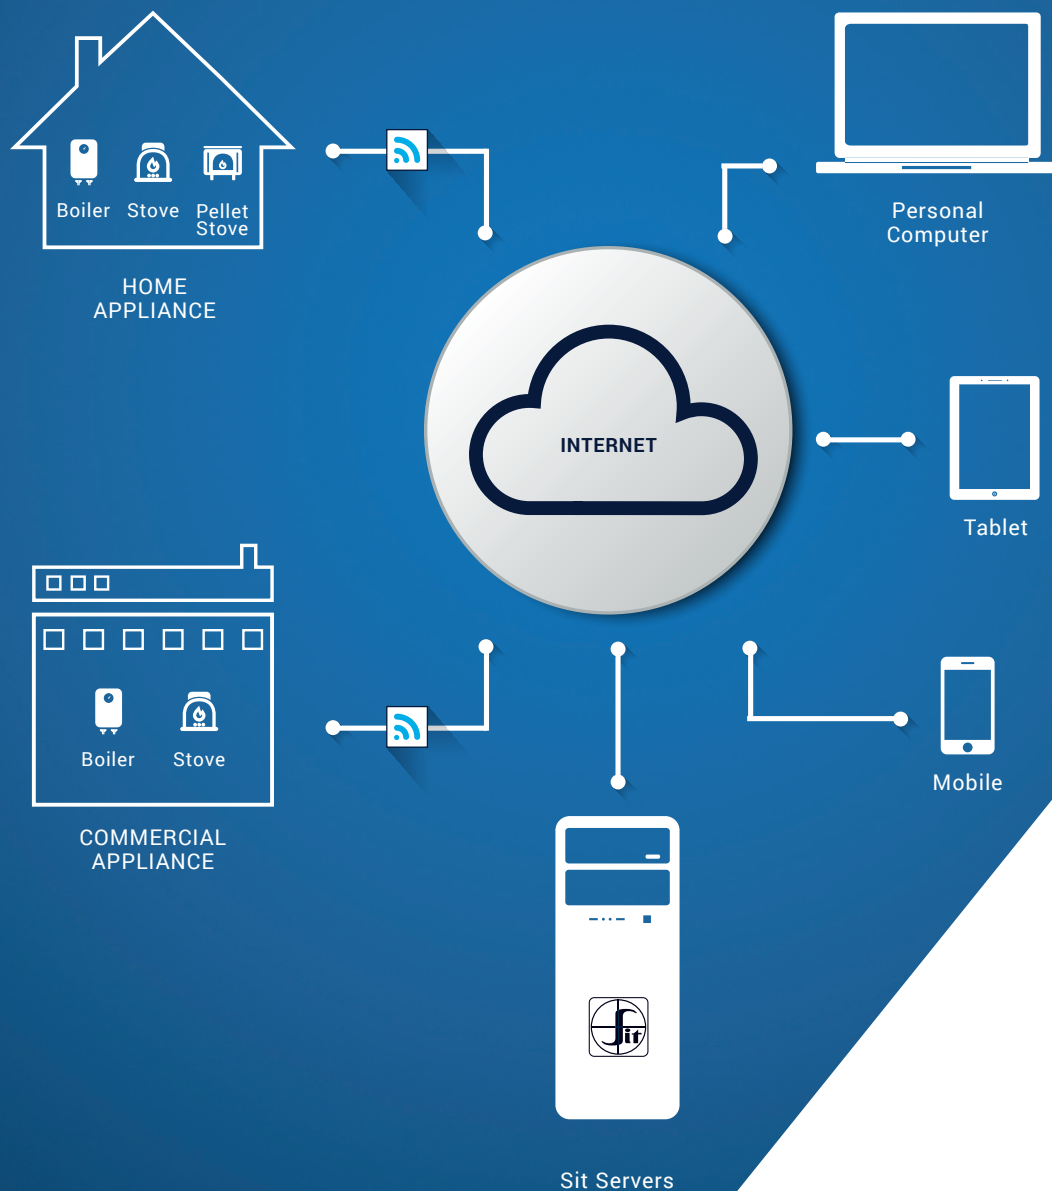 Boiler
Stove
Pellet
Stove
HOME
APPLIANCE
Personal
Computer
INTERNET
Tablet
Boiler
Stove
COMMERCIAL
APPLIANCE
Mobile
Sit
Sit Servers